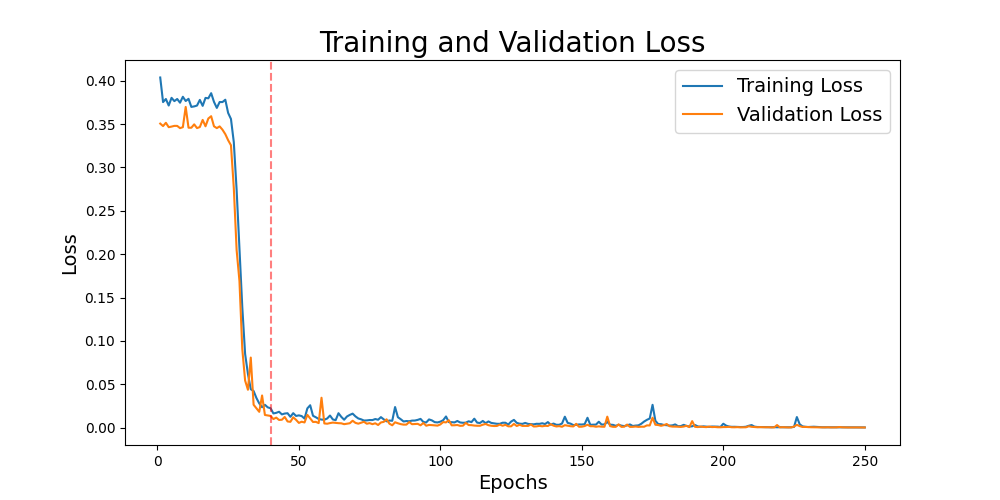 Training and Validation Loss
Training Loss
Validation Loss
Loss
0.40
0.35
0.30
0.25
0.20
0.15
0.10
0.05
0.00
0 50 100 150 200 250
Epochs